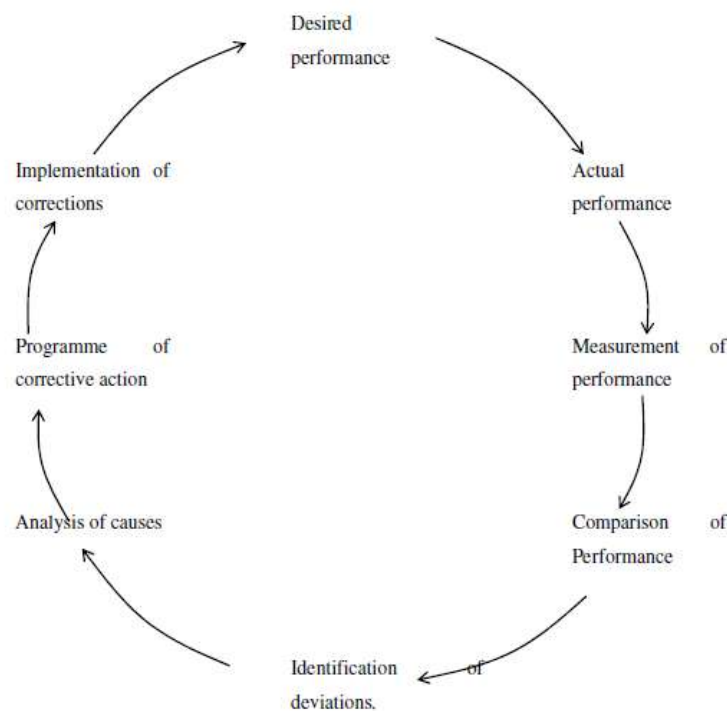 Desired
performance
Actual
performance
Measurement of
performance
Comparison of
Performance
Identification of
deviations.
Analysis of causes
Programme of
corrective action
Implementation of
corrections